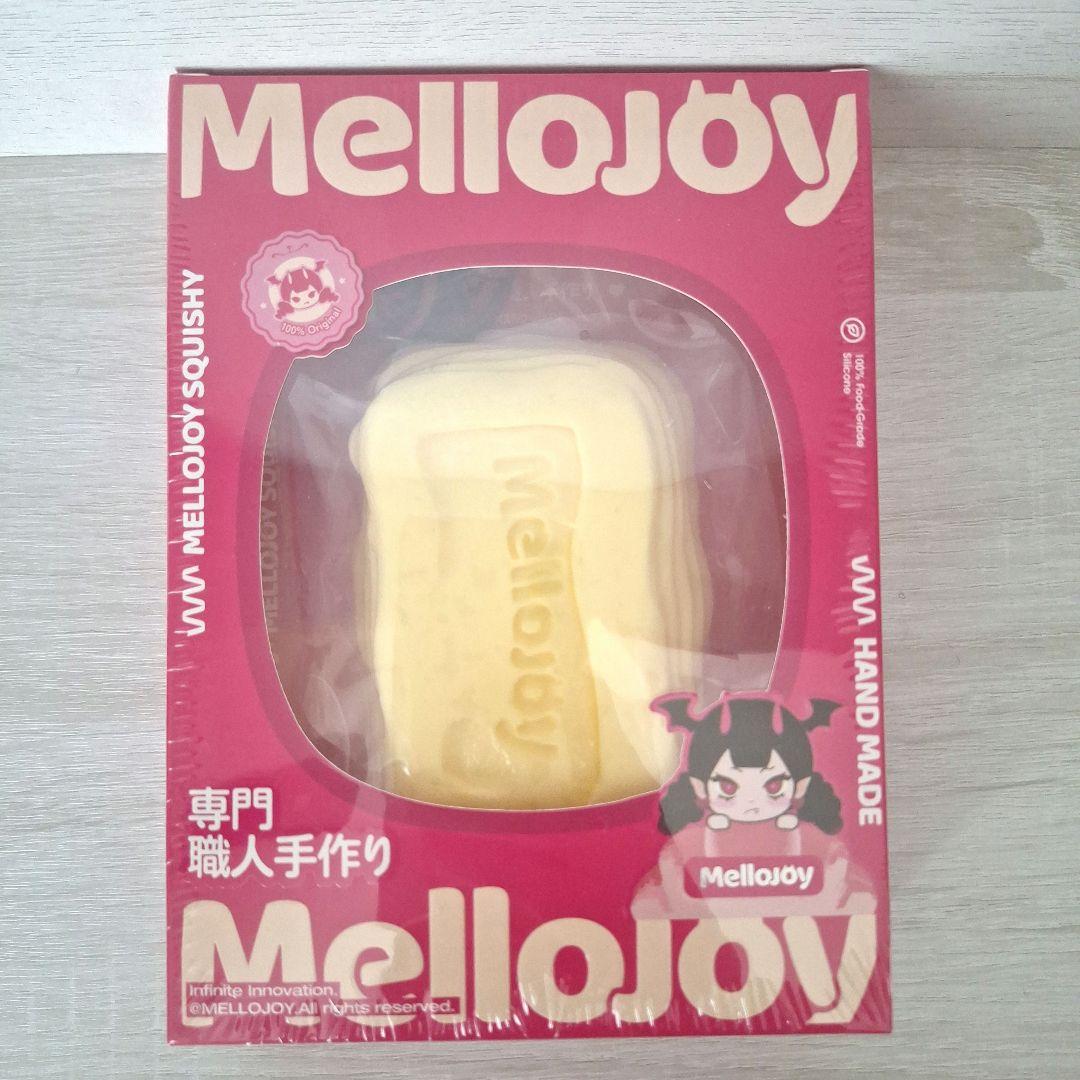 Mellojoy
100% Original
MELLOJOY SQUISHY
100% Food-Grade
Silicone
Mellojoy
MELLOJOY SQU
HAND MADE
専門
職人手作り
Mellojoy
Mellojoy
Infinite Innovation.
©MELLOJOY.All rights reserved.